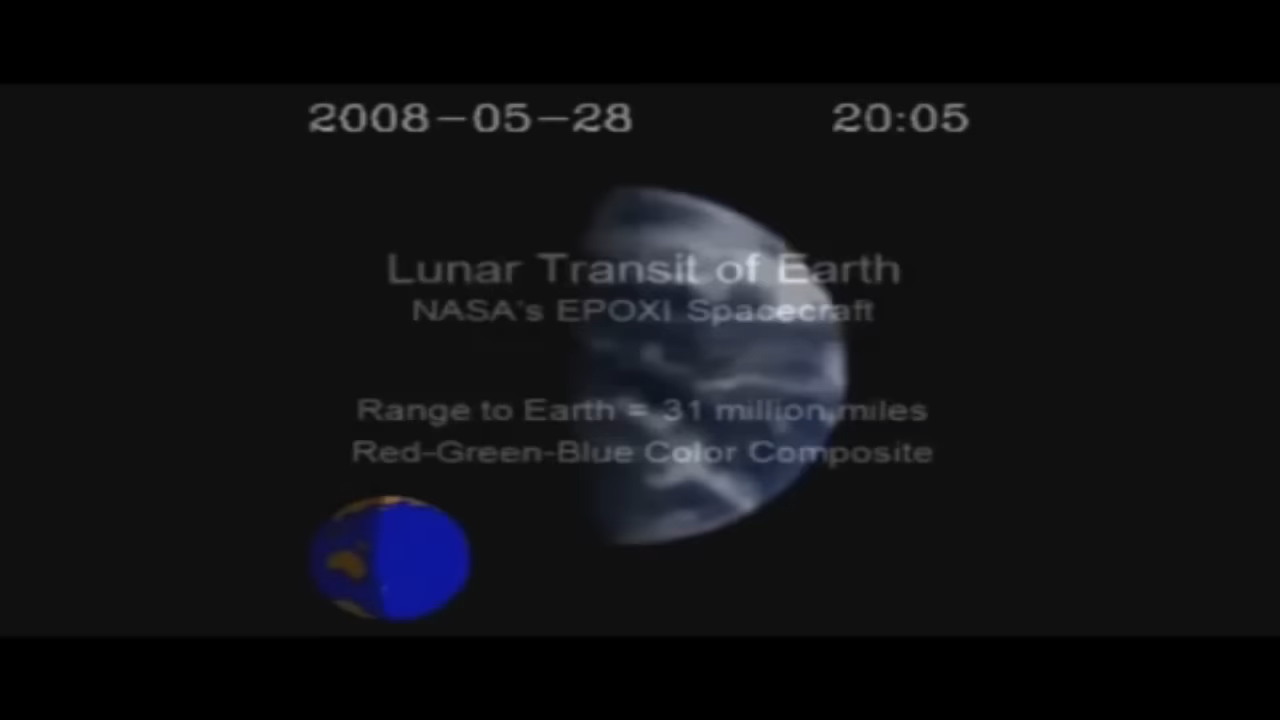 2008-05-28 20:05
Lunar Transit of Earth
NASA's EPOXI Spacecraft
Range to Earth = 31 million miles
Red-Green-Blue Color Composite